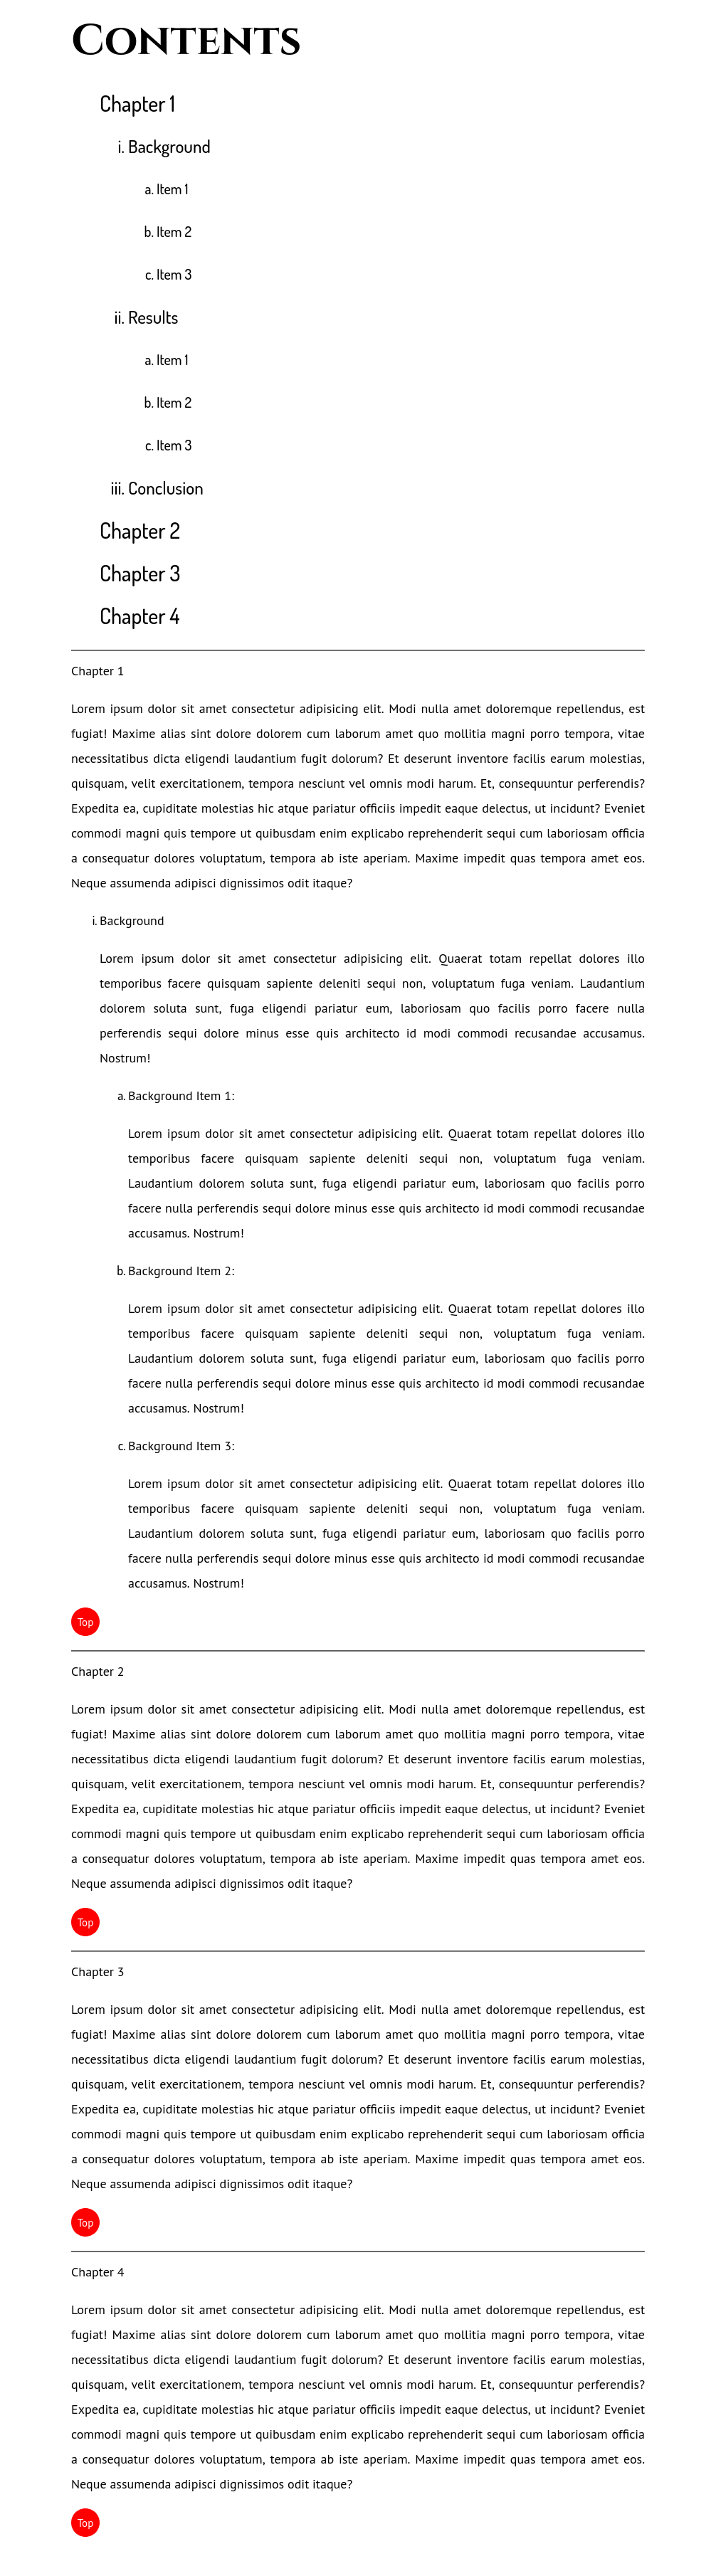 Contents
Chapter 1
i. Background
a. Item 1
b. Item 2
c. Item 3
ii. Results
a. Item 1
b. Item 2
c. Item 3
iii. Conclusion
Chapter 2
Chapter 3
Chapter 4
Chapter 1
Lorem ipsum dolor sit amet consectetur adipisicing elit. Modi nulla amet doloremque repellendus, est
fugiat! Maxime alias sint dolore dolorem cum laborum amet quo mollitia magni porro tempora, vitae
necessitatibus dicta eligendi laudantium fugit dolorum? Et deserunt inventore facilis earum molestias,
quisquam, velit exercitationem, tempora nesciunt vel omnis modi harum. Et, consequuntur perferendis?
Expedita ea, cupiditate molestias hic atque pariatur officiis impedit eaque delectus, ut incidunt? Eveniet
commodi magni quis tempore ut quibusdam enim explicabo reprehenderit sequi cum laboriosam officia
a consequatur dolores voluptatum, tempora ab iste aperiam. Maxime impedit quas tempora amet eos.
Neque assumenda adipisci dignissimos odit itaque?
i. Background
Lorem ipsum dolor sit amet consectetur adipisicing elit. Quaerat totam repellat dolores illo
temporibus facere quisquam sapiente deleniti sequi non, voluptatum fuga veniam. Laudantium
dolorem soluta sunt, fuga eligendi pariatur eum, laboriosam quo facilis porro facere nulla
perferendis sequi dolore minus esse quis architecto id modi commodi recusandae accusamus.
Nostrum!
a. Background Item 1:
Lorem ipsum dolor sit amet consectetur adipisicing elit. Quaerat totam repellat dolores illo
temporibus facere quisquam sapiente deleniti sequi non, voluptatum fuga veniam.
Laudantium dolorem soluta sunt, fuga eligendi pariatur eum, laboriosam quo facilis porro
facere nulla perferendis sequi dolore minus esse quis architecto id modi commodi recusandae
accusamus. Nostrum!
b. Background Item 2:
Lorem ipsum dolor sit amet consectetur adipisicing elit. Quaerat totam repellat dolores illo
temporibus facere quisquam sapiente deleniti sequi non, voluptatum fuga veniam.
Laudantium dolorem soluta sunt, fuga eligendi pariatur eum, laboriosam quo facilis porro
facere nulla perferendis sequi dolore minus esse quis architecto id modi commodi recusandae
accusamus. Nostrum!
c. Background Item 3:
Lorem ipsum dolor sit amet consectetur adipisicing elit. Quaerat totam repellat dolores illo
temporibus facere quisquam sapiente deleniti sequi non, voluptatum fuga veniam.
Laudantium dolorem soluta sunt, fuga eligendi pariatur eum, laboriosam quo facilis porro
facere nulla perferendis sequi dolore minus esse quis architecto id modi commodi recusandae
accusamus. Nostrum!
Top
Chapter 2
Lorem ipsum dolor sit amet consectetur adipisicing elit. Modi nulla amet doloremque repellendus, est
fugiat! Maxime alias sint dolore dolorem cum laborum amet quo mollitia magni porro tempora, vitae
necessitatibus dicta eligendi laudantium fugit dolorum? Et deserunt inventore facilis earum molestias,
quisquam, velit exercitationem, tempora nesciunt vel omnis modi harum. Et, consequuntur perferendis?
Expedita ea, cupiditate molestias hic atque pariatur officiis impedit eaque delectus, ut incidunt? Eveniet
commodi magni quis tempore ut quibusdam enim explicabo reprehenderit sequi cum laboriosam officia
a consequatur dolores voluptatum, tempora ab iste aperiam. Maxime impedit quas tempora amet eos.
Neque assumenda adipisci dignissimos odit itaque?
Top
Chapter 3
Lorem ipsum dolor sit amet consectetur adipisicing elit. Modi nulla amet doloremque repellendus, est
fugiat! Maxime alias sint dolore dolorem cum laborum amet quo mollitia magni porro tempora, vitae
necessitatibus dicta eligendi laudantium fugit dolorum? Et deserunt inventore facilis earum molestias,
quisquam, velit exercitationem, tempora nesciunt vel omnis modi harum. Et, consequuntur perferendis?
Expedita ea, cupiditate molestias hic atque pariatur officiis impedit eaque delectus, ut incidunt? Eveniet
commodi magni quis tempore ut quibusdam enim explicabo reprehenderit sequi cum laboriosam officia
a consequatur dolores voluptatum, tempora ab iste aperiam. Maxime impedit quas tempora amet eos.
Neque assumenda adipisci dignissimos odit itaque?
Top
Chapter 4
Lorem ipsum dolor sit amet consectetur adipisicing elit. Modi nulla amet doloremque repellendus, est
fugiat! Maxime alias sint dolore dolorem cum laborum amet quo mollitia magni porro tempora, vitae
necessitatibus dicta eligendi laudantium fugit dolorum? Et deserunt inventore facilis earum molestias,
quisquam, velit exercitationem, tempora nesciunt vel omnis modi harum. Et, consequuntur perferendis?
Expedita ea, cupiditate molestias hic atque pariatur officiis impedit eaque delectus, ut incidunt? Eveniet
commodi magni quis tempore ut quibusdam enim explicabo reprehenderit sequi cum laboriosam officia
a consequatur dolores voluptatum, tempora ab iste aperiam. Maxime impedit quas tempora amet eos.
Neque assumenda adipisci dignissimos odit itaque?
Top